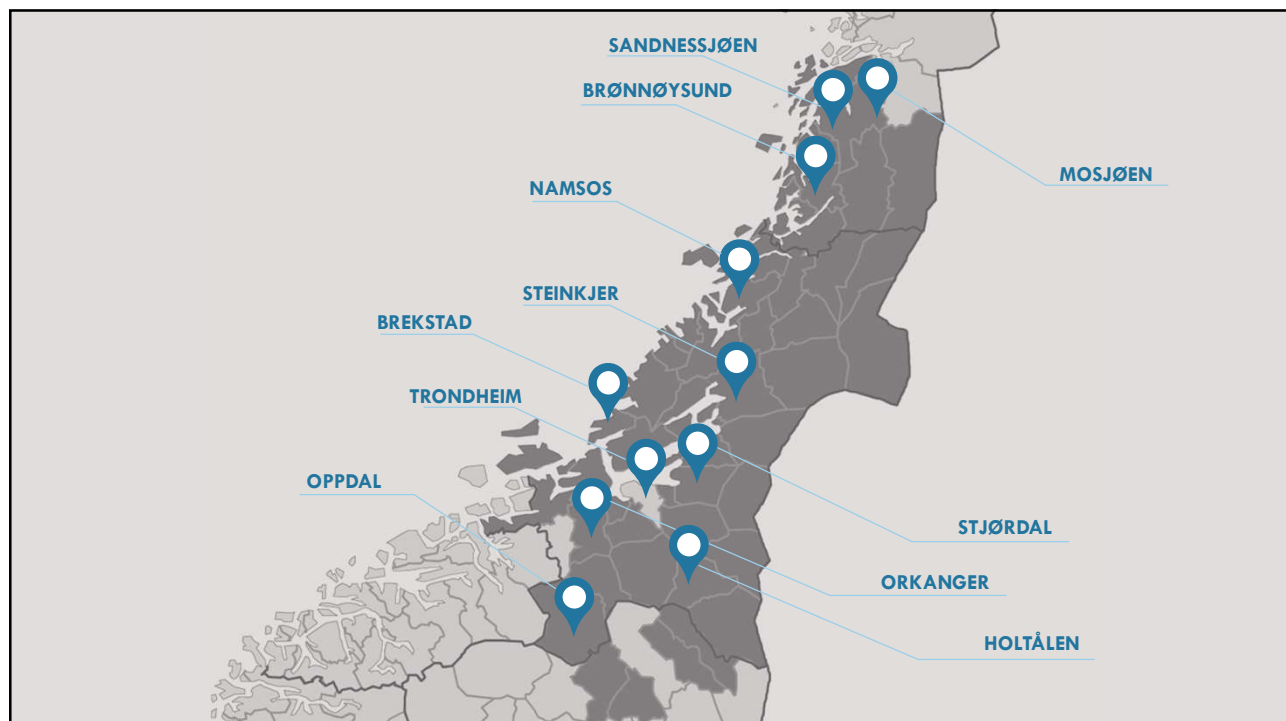 SANDNESSJØEN
BRØNNØYSUND
MOSJØEN
NAMSOS
STEINKJER
BREKSTAD
TRONDHEIM
OPPDAL
STJØRDAL
ORKANGER
HOLTÅLEN